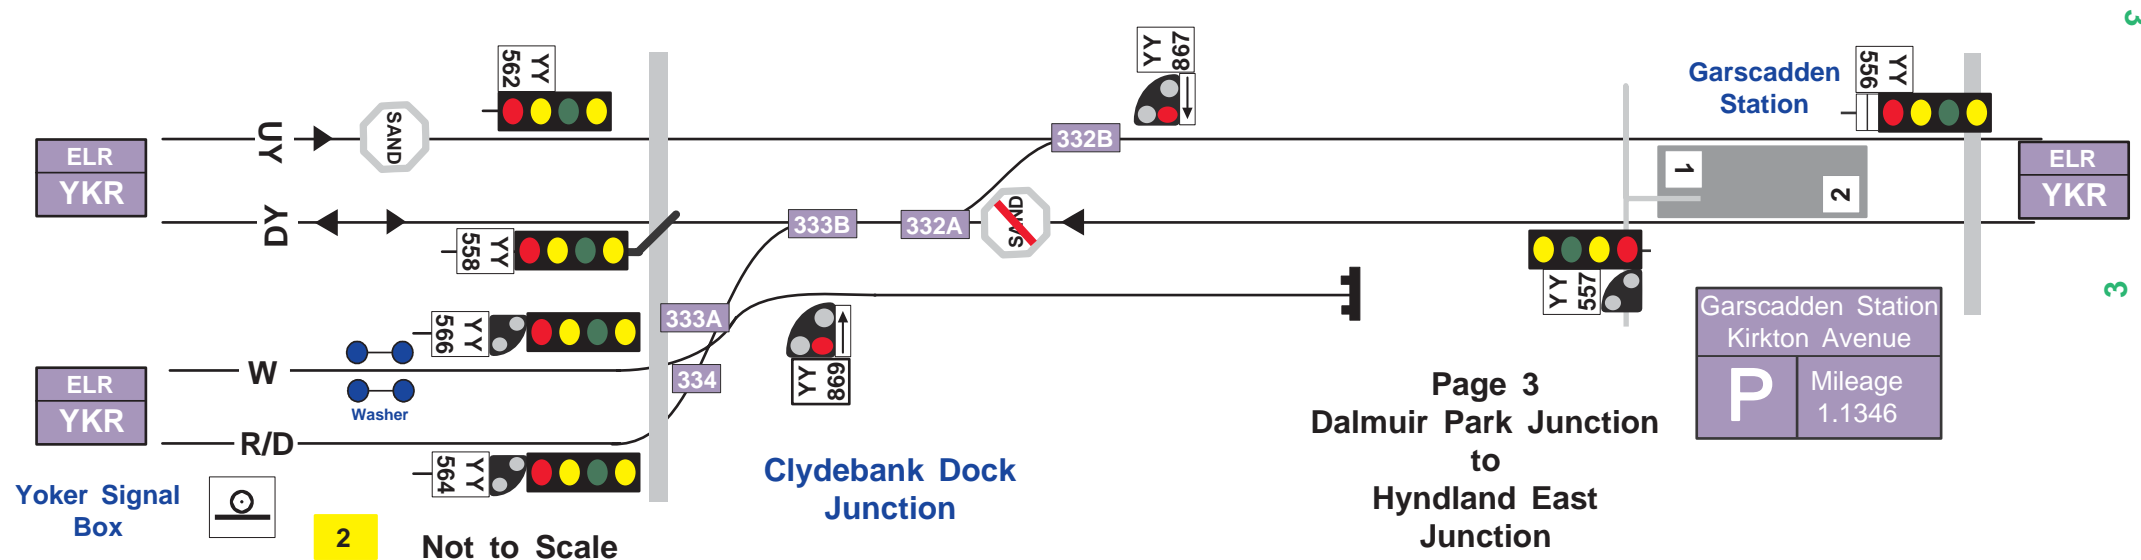 3
YY
562
YY
897
Garscadden
Station
YY
556
UY
SAND
ELR
YKR
332B
1
2
ELR
YKR
DY
YY
558
333B
332A
SAND
YY
557
3
333A
YY
566
Garscadden Station
Kirkton Avenue
P
Mileage
1.1346
ELR
YKR
W
Washer
334
YY
869
Page 3
Dalmuir Park Junction
to
Hyndland East
Junction
R/D
YY
564
Clydebank Dock
Junction
Yoker Signal
Box
2
Not to Scale